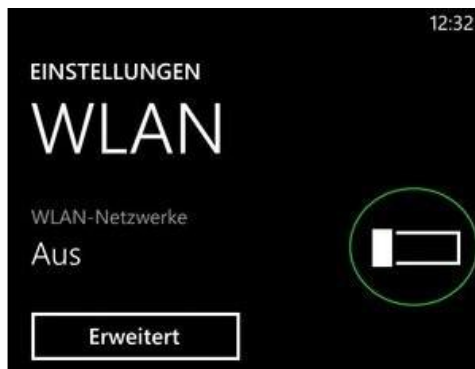 12:32
EINSTELLUNGEN
WLAN
WLAN-Netzwerke
Aus
Erweitert